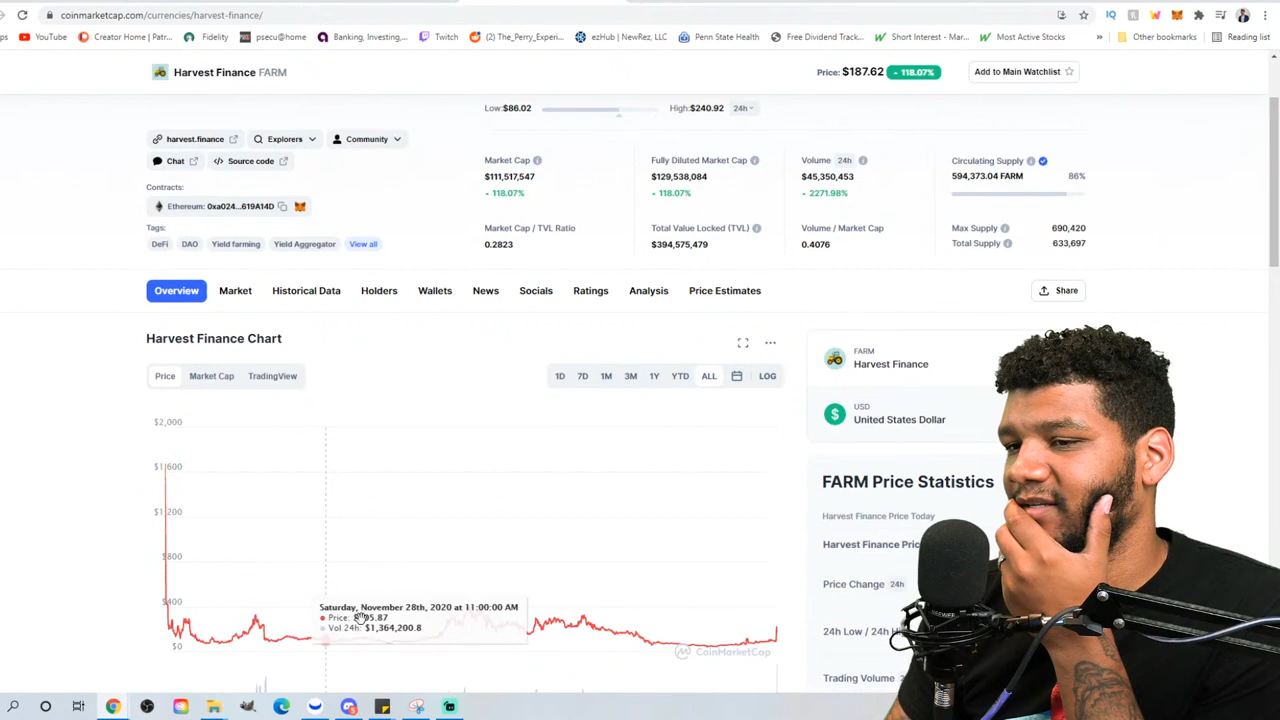 coinmarketcap.com/currencies/harvest-finance/
YouTube Creator Home | Patr... Fidelity psecu@home Banking, Investing,... Twitch (2) The_Perry_Experi... ezHub | NewRez, LLC Penn State Health Free Dividend Track... Short Interest - Mar... Most Active Stocks » Other bookmarks Reading list
Harvest Finance FARM
Price: $187.62 118.07%
Add to Main Watchlist
Low: $86.02 High: $240.92 24h
harvest.finance Explorers Community
Chat Source code
Contracts:
Ethereum: 0xa024...619A14D
Tags:
DeFi DAO Yield farming Yield Aggregator View all
Market Cap
$111,517,547
118.07%
Market Cap / TVL Ratio
0.2823
Fully Diluted Market Cap
$129,538,084
118.07%
Total Value Locked (TVL)
$394,575,479
Volume 24h
$45,350,453
2271.98%
Volume / Market Cap
0.4076
Circulating Supply
594,373.04 FARM 86%
Max Supply 690,420
Total Supply 633,697
Overview Market Historical Data Holders Wallets News Socials Ratings Analysis Price Estimates
Share
Harvest Finance Chart
Price Market Cap TradingView
1D 7D 1M 3M 1Y YTD ALL LOG
$2,000
$1,600
$1,200
$800
$400
$0
Saturday, November 28th, 2020 at 11:00:00 AM
Price:
Vol 24h: $1,364,200.8
CoinMarketCap
FARM
Harvest Finance
USD
United States Dollar
FARM Price Statistics
Harvest Finance Price Today
Harvest Finance
Price Change 24h
24h Low / 24h
Trading Volume